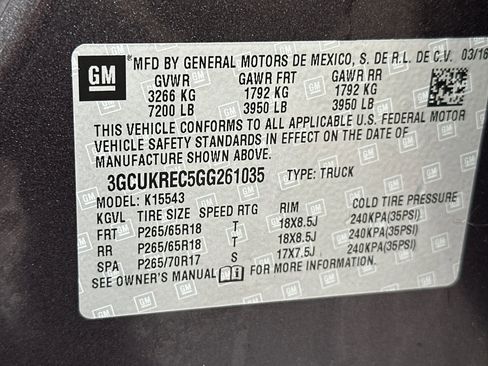 GM MFD BY GENERAL MOTORS DE MEXICO, S. DE R.L. DE C.V. 03/16
GVWR GAWR FRT GAWR RR
3266 KG 1792 KG 1792 KG
7200 LB 3950 LB 3950 LB
THIS VEHICLE CONFORMS TO ALL APPLICABLE U.S. FEDERAL MOTOR
VEHICLE SAFETY STANDARDS IN EFFECT ON THE DATE OF
MANUFACTURE SHOWN ABOVE.
3GCUKREC5GG261035 TYPE: TRUCK
MODEL: K15543
KGVL TIRE SIZE SPEED RTG RIM COLD TIRE PRESSURE
FRT P265/65R18 T 18X8.5J 240KPA(35PSI)
RR P265/65R18 T 18X8.5J 240KPA(35PSI)
SPA P265/70R17 S 17X7.5J 240KPA(35PSI)
SEE OWNER'S MANUAL FOR MORE INFORMATION.